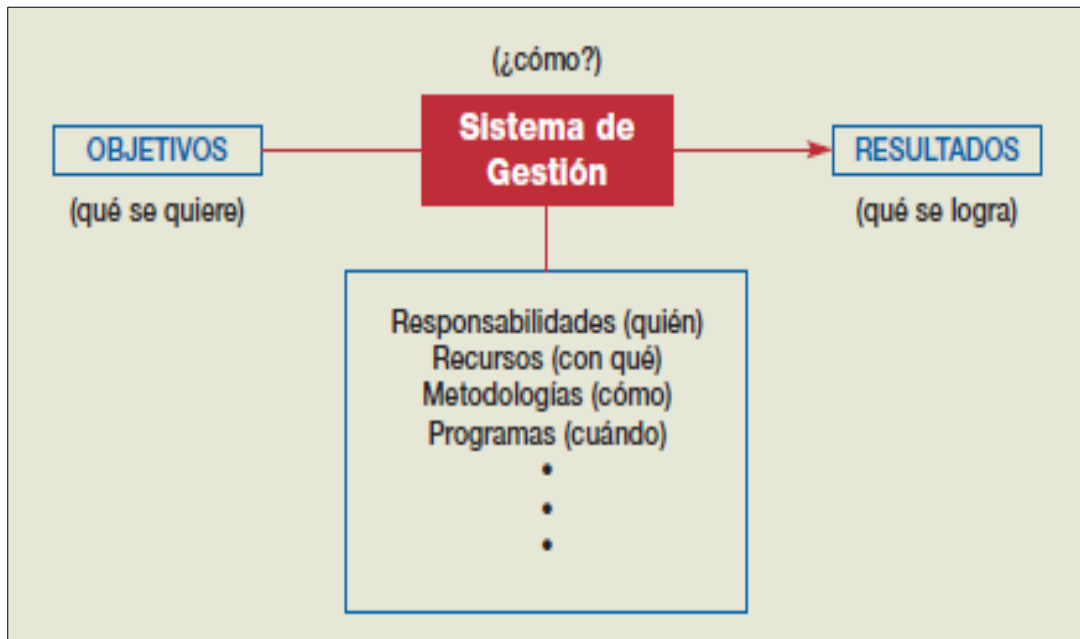 (¿cómo?)
OBJETIVOS
(qué se quiere)
Sistema de
Gestión
RESULTADOS
(qué se logra)
Responsabilidades (quién)
Recursos (con qué)
Metodologías (cómo)
Programas (cuándo)
•
•
•